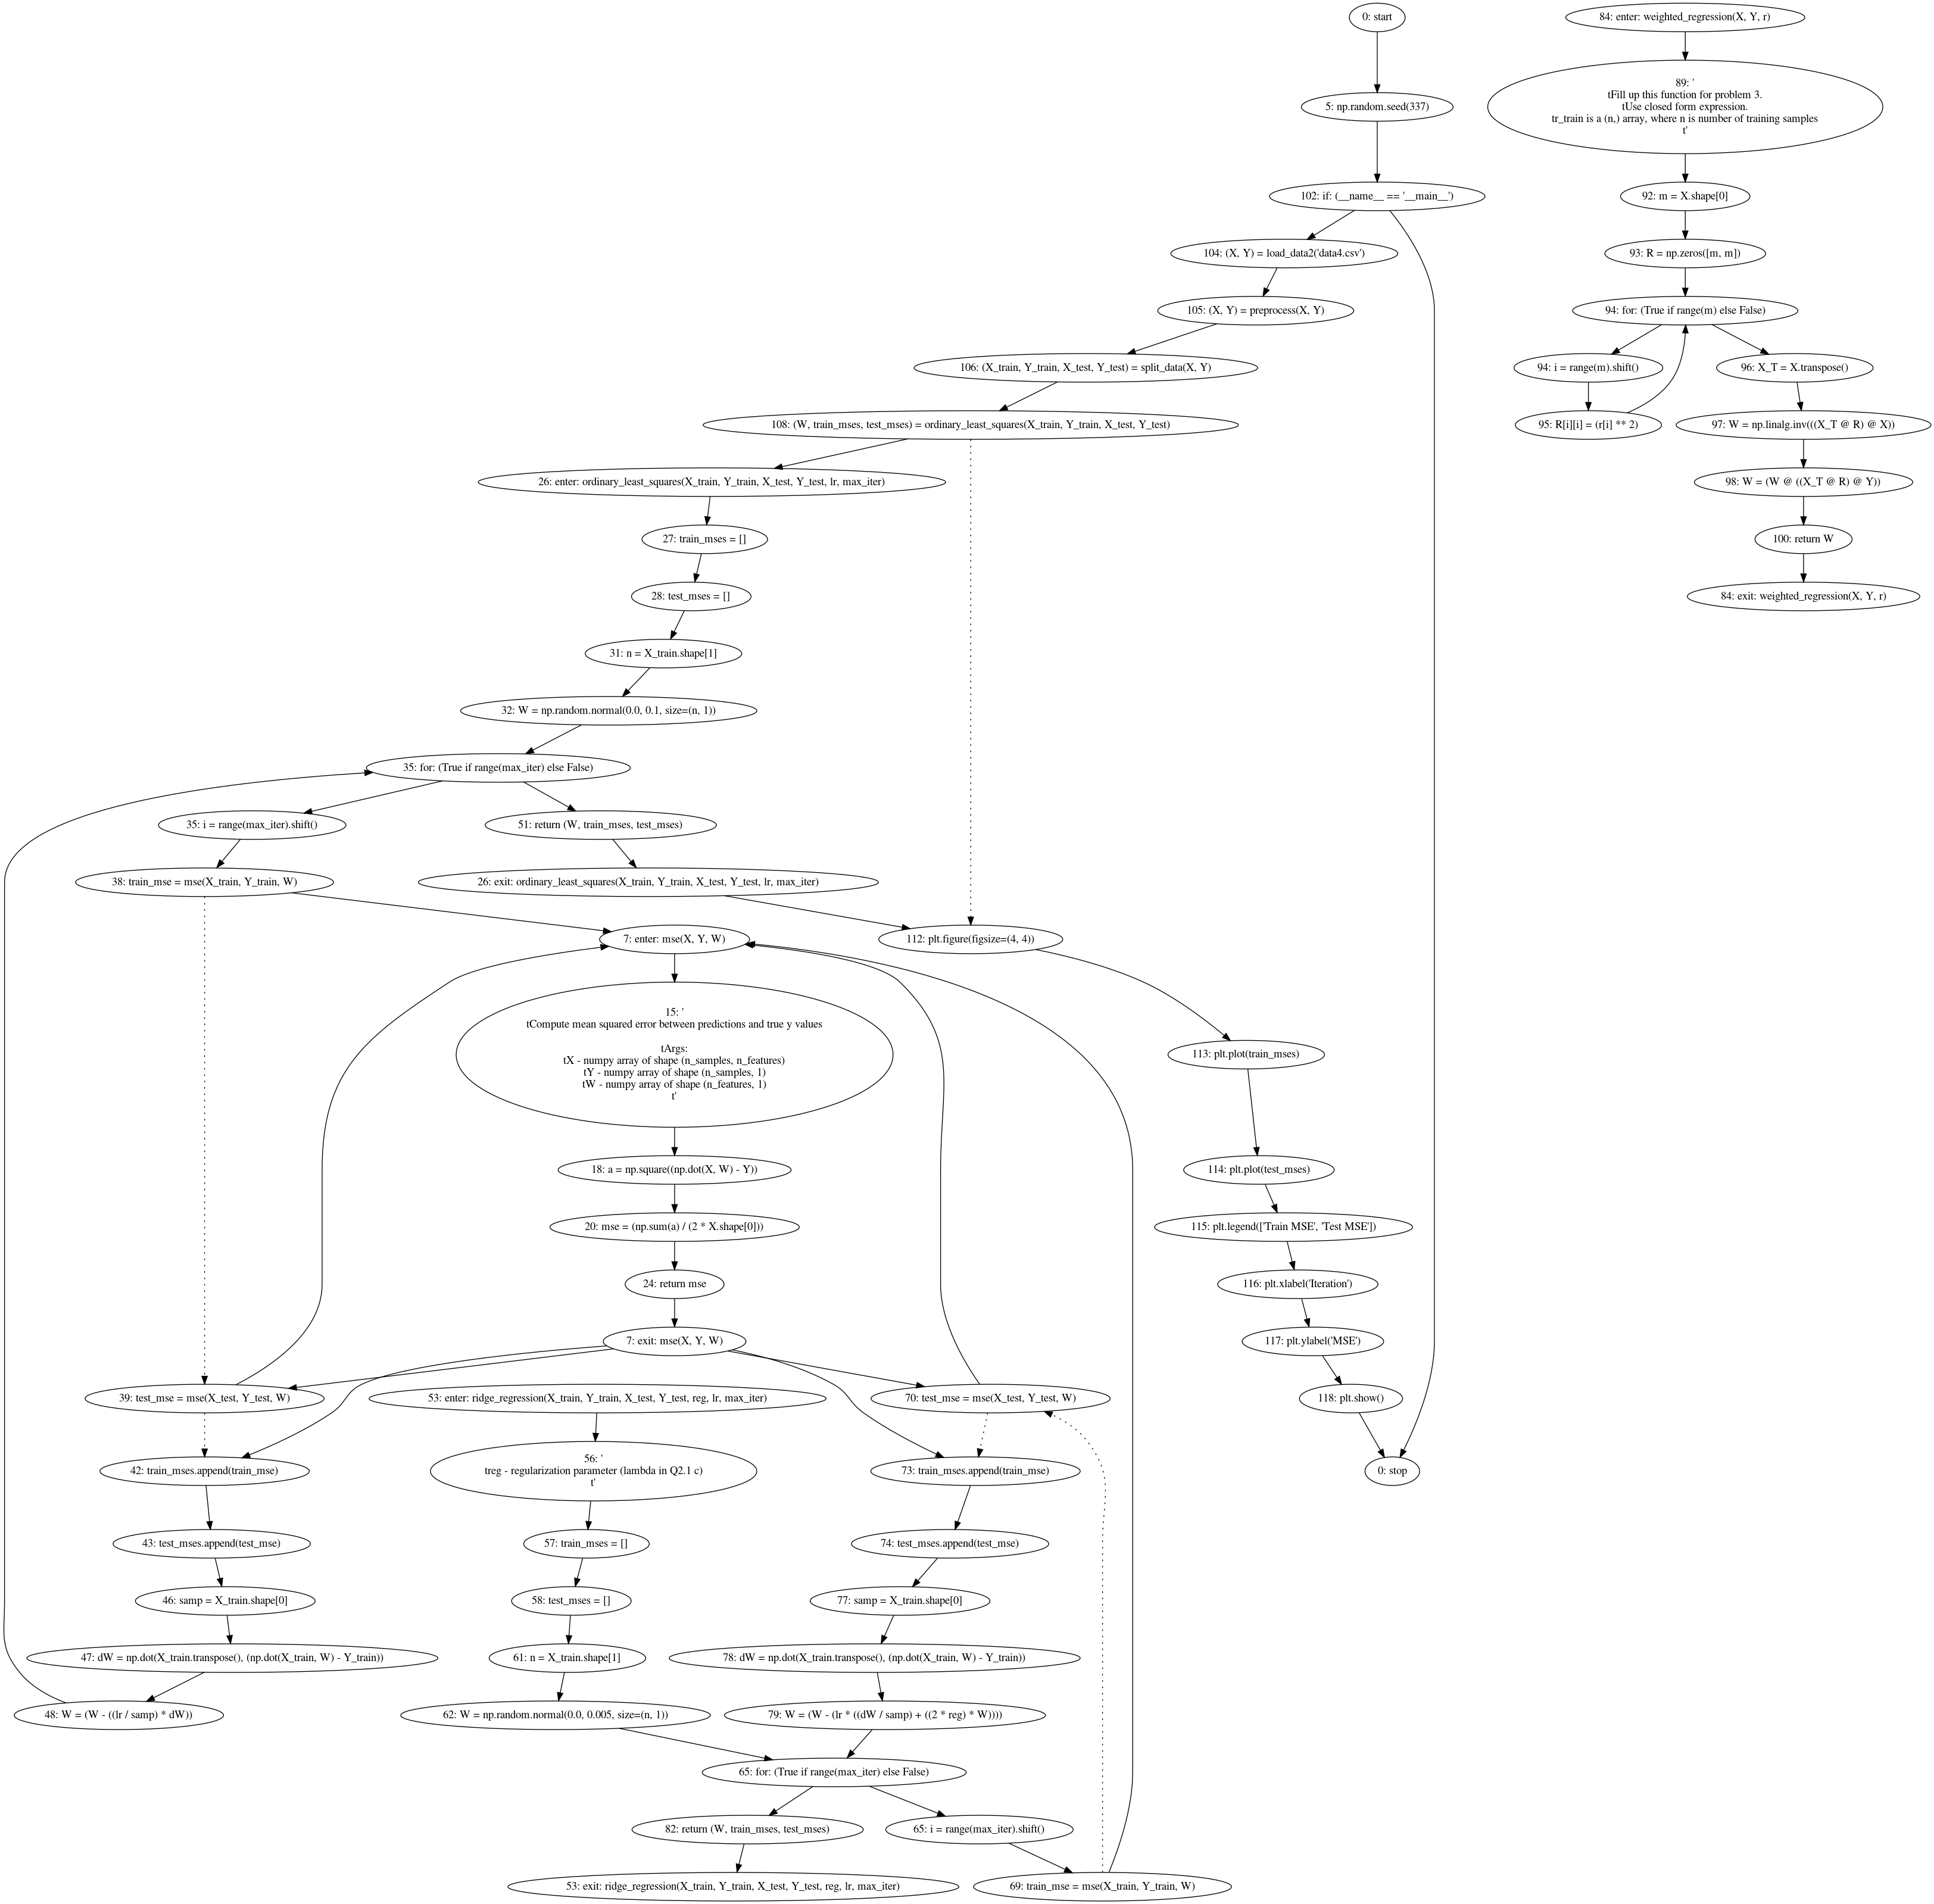 0: start
5: np.random.seed(337)
102: if: (__name__ == '__main__')
104: (X, Y) = load_data2('data4.csv')
105: (X, Y) = preprocess(X, Y)
106: (X_train, Y_train, X_test, Y_test) = split_data(X, Y)
108: (W, train_mses, test_mses) = ordinary_least_squares(X_train, Y_train, X_test, Y_test)
26: enter: ordinary_least_squares(X_train, Y_train, X_test, Y_test, lr, max_iter)
27: train_mses = []
28: test_mses = []
31: n = X_train.shape[1]
32: W = np.random.normal(0.0, 0.1, size=(n, 1))
35: for: (True if range(max_iter) else False)
35: i = range(max_iter).shift()
51: return (W, train_mses, test_mses)
38: train_mse = mse(X_train, Y_train, W)
26: exit: ordinary_least_squares(X_train, Y_train, X_test, Y_test, lr, max_iter)
7: enter: mse(X, Y, W)
112: plt.figure(figsize=(4, 4))
15: '
tCompute mean squared error between predictions and true y values
tArgs:
tX - numpy array of shape (n_samples, n_features)
tY - numpy array of shape (n_samples, 1)
tW - numpy array of shape (n_features, 1)
t'
113: plt.plot(train_mses)
18: a = np.square((np.dot(X, W) - Y))
114: plt.plot(test_mses)
20: mse = (np.sum(a) / (2 * X.shape[0]))
115: plt.legend(['Train MSE', 'Test MSE'])
24: return mse
116: plt.xlabel('Iteration')
7: exit: mse(X, Y, W)
117: plt.ylabel('MSE')
39: test_mse = mse(X_test, Y_test, W)
53: enter: ridge_regression(X_train, Y_train, X_test, Y_test, reg, lr, max_iter)
70: test_mse = mse(X_test, Y_test, W)
118: plt.show()
42: train_mses.append(train_mse)
56: '
treg - regularization parameter (lambda in Q2.1 c)
t'
73: train_mses.append(train_mse)
0: stop
43: test_mses.append(test_mse)
57: train_mses = []
74: test_mses.append(test_mse)
46: samp = X_train.shape[0]
58: test_mses = []
77: samp = X_train.shape[0]
47: dW = np.dot(X_train.transpose(), (np.dot(X_train, W) - Y_train))
61: n = X_train.shape[1]
78: dW = np.dot(X_train.transpose(), (np.dot(X_train, W) - Y_train))
48: W = (W - ((lr / samp) * dW))
62: W = np.random.normal(0.0, 0.005, size=(n, 1))
79: W = (W - (lr * ((dW / samp) + ((2 * reg) * W))))
65: for: (True if range(max_iter) else False)
82: return (W, train_mses, test_mses)
65: i = range(max_iter).shift()
53: exit: ridge_regression(X_train, Y_train, X_test, Y_test, reg, lr, max_iter)
69: train_mse = mse(X_train, Y_train, W)
84: enter: weighted_regression(X, Y, r)
89: '
tFill up this function for problem 3.
tUse closed form expression.
tr_train is a (n,) array, where n is number of training samples
t'
92: m = X.shape[0]
93: R = np.zeros([m, m])
94: for: (True if range(m) else False)
94: i = range(m).shift()
96: X_T = X.transpose()
95: R[i][i] = (r[i] ** 2)
97: W = np.linalg.inv(((X_T @ R) @ X))
98: W = (W @ ((X_T @ R) @ Y))
100: return W
84: exit: weighted_regression(X, Y, r)